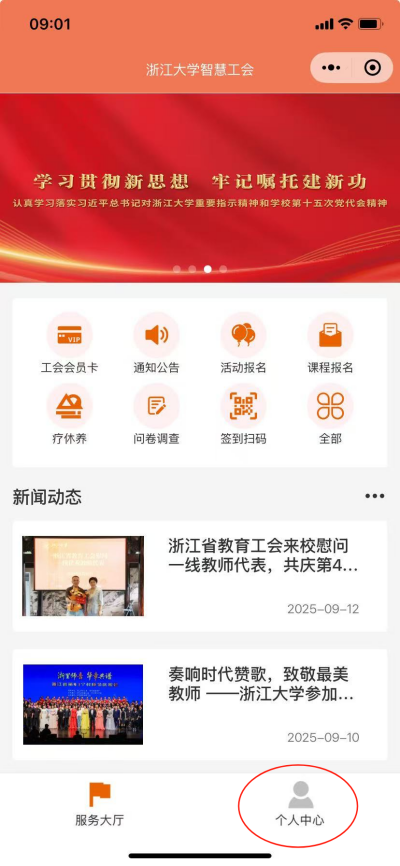 09:01
浙江大学智慧工会
学习贯彻新思想 牢记嘱托建新功
认真学习落实习近平总书记对浙江大学重要指示精神和学校第十五次党代会精神
VIP
工会会员卡 通知公告 活动报名 课程报名
疗休养 问卷调查 签到扫码 全部
新闻动态
浙江省教育工会来校慰问
一线教师代表，共庆第4...
2025-09-12
奏响时代赞歌，致敬最美
教师 ——浙江大学参加...
2025-09-10
服务大厅 个人中心